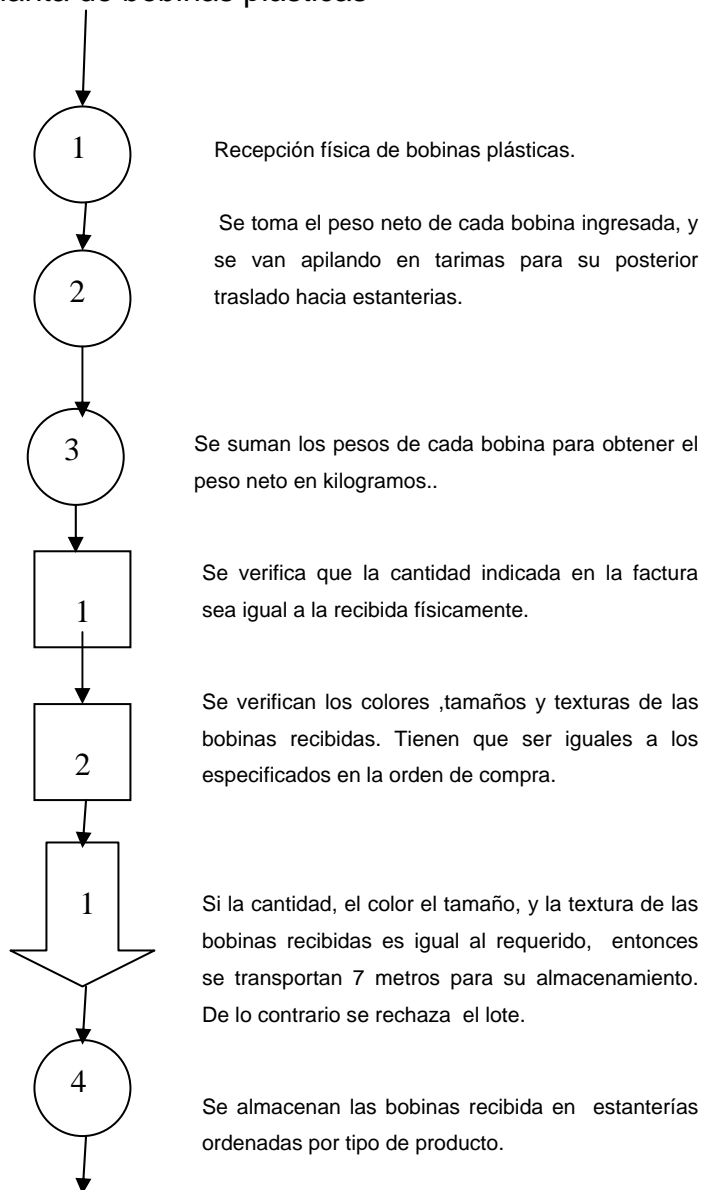 de bobinas plásticas
1
Recepción física de bobinas plásticas.
2
Se toma el peso neto de cada bobina ingresada, y
se van apilando en tarimas para su posterior
traslado hacia estanterias.
3
Se suman los pesos de cada bobina para obtener el
peso neto en kilogramos..
1
Se verifica que la cantidad indicada en la factura
sea igual a la recibida físicamente.
2
Se verifican los colores ,tamaños y texturas de las
bobinas recibidas. Tienen que ser iguales a los
especificados en la orden de compra.
1
Si la cantidad, el color el tamaño, y la textura de las
bobinas recibidas es igual al requerido, entonces
se transportan 7 metros para su almacenamiento.
De lo contrario se rechaza el lote.
4
Se almacenan las bobinas recibida en estanterías
ordenadas por tipo de producto.